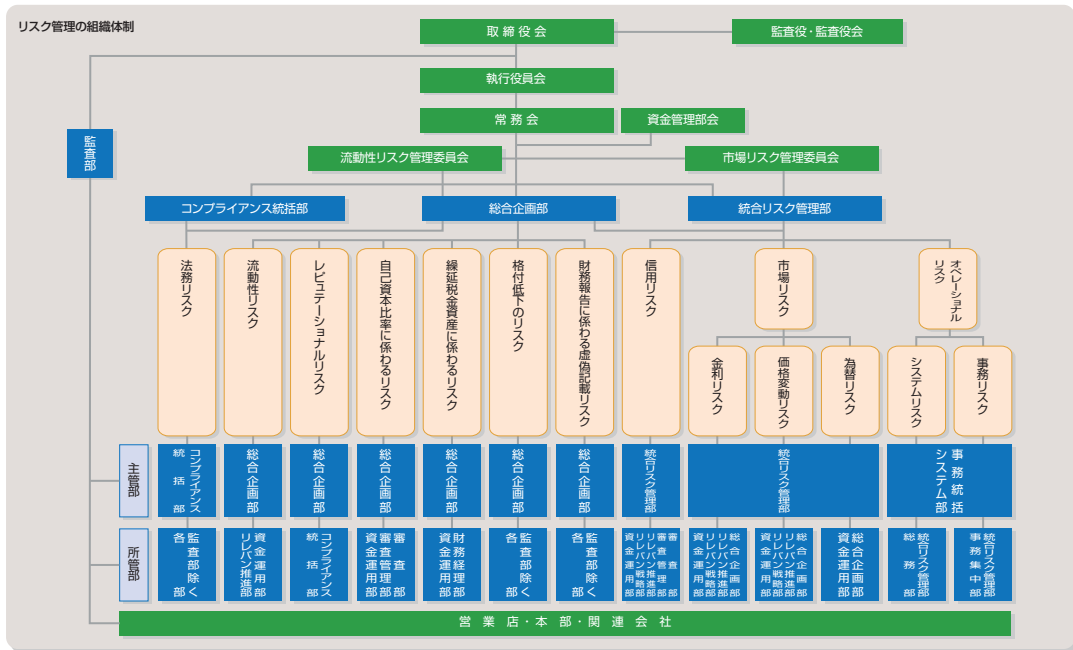 リスク管理の組織体制
取締役会
監査役・監査役会
執行役員会
常務会
資金管理部会
監査部
流動性リスク管理委員会
市場リスク管理委員会
コンプライアンス統括部
総合企画部
統合リスク管理部
法務リスク
流動性リスク
レピュテーショナルリスク
自己資本比率に係わるリスク
繰延税金資産に係わるリスク
格付低下のリスク
財務報告に係わる虚偽記載リスク
信用リスク
市場リスク
オペレーショナル
リスク
金利リスク
価格変動リスク
為替リスク
システムリスク
事務リスク
主管部
コンプライアンス
統括部
総合企画部
総合企画部
総合企画部
総合企画部
総合企画部
総合企画部
統合リスク管理部
統合リスク管理部
事務統括
システム部
所管部
監査部除く
各部
資金運用部
リレバン推進部
コンプライアンス
統括部
審査部
審査管理部
資金運用部
財務経理部
資金運用部
監査部除く
各部
監査部除く
各部
審査部
審査管理部
リレバン推進部
リレバン戦略部
資金運用部
総合企画部
リレバン推進部
リレバン戦略部
資金運用部
総合企画部
リレバン推進部
リレバン戦略部
資金運用部
総合企画部
資金運用部
統合リスク管理部
総務部
統合リスク管理部
事務集中部
営業店・本部・関連会社